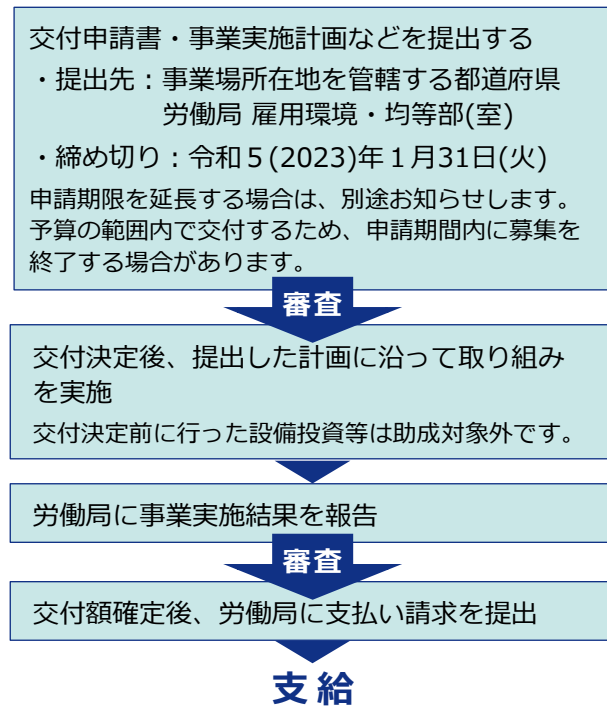 交付申請書・事業実施計画などを提出する
・提出先：事業場所在地を管轄する都道府県
労働局 雇用環境・均等部(室)
・締め切り：令和５(2023)年１月31日(火)
申請期限を延長する場合は、別途お知らせします。
予算の範囲内で交付するため、申請期間内に募集を
終了する場合があります。
審査
交付決定後、提出した計画に沿って取り組み
を実施
交付決定前に行った設備投資等は助成対象外です。
労働局に事業実施結果を報告
審査
交付額確定後、労働局に支払い請求を提出
支給